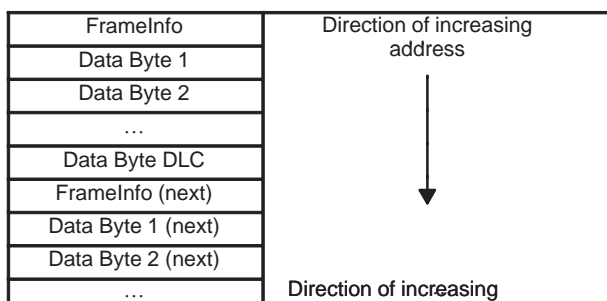 FrameInfo
Data Byte 1
Data Byte 2
…
Data Byte DLC
FrameInfo (next)
Data Byte 1 (next)
Data Byte 2 (next)
…
Direction of increasing
address
Direction of increasing